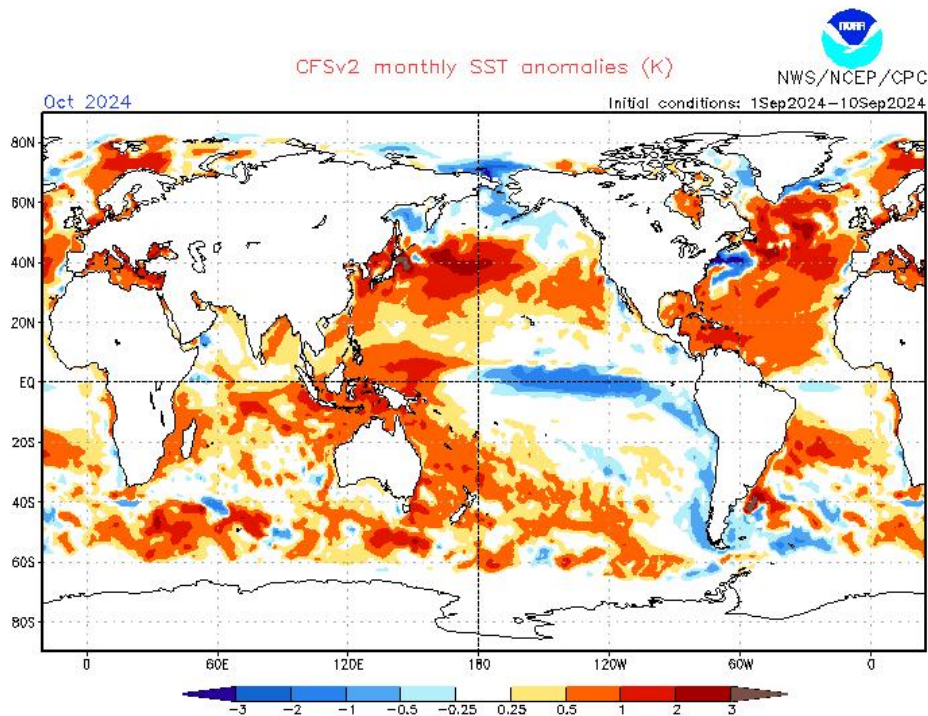 NOAA
CFSv2 monthly SST anomalies (K)
NWS/NCEP/CPC
Oct 2024
Initial conditions: 1Sep2024-10Sep2024
80N
60N
40N
20N
EQ
20S
40S
60S
80S
0 60E 120E 180 120W 60W 0
-3 -2 -1 -0.5 -0.25 0.25 0.5 1 2 3